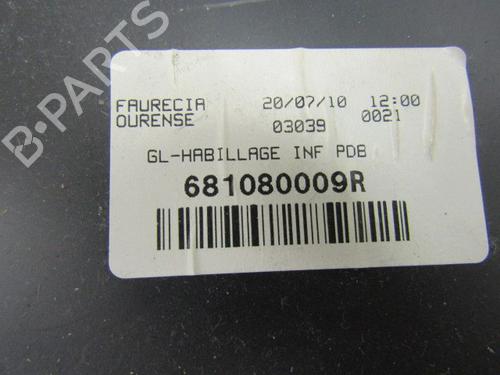 FAURECIA 20/07/10 12:00
OURENSE 03039 0021
GL-HABILLAGE INF PDB
681080009R
B-PARTS